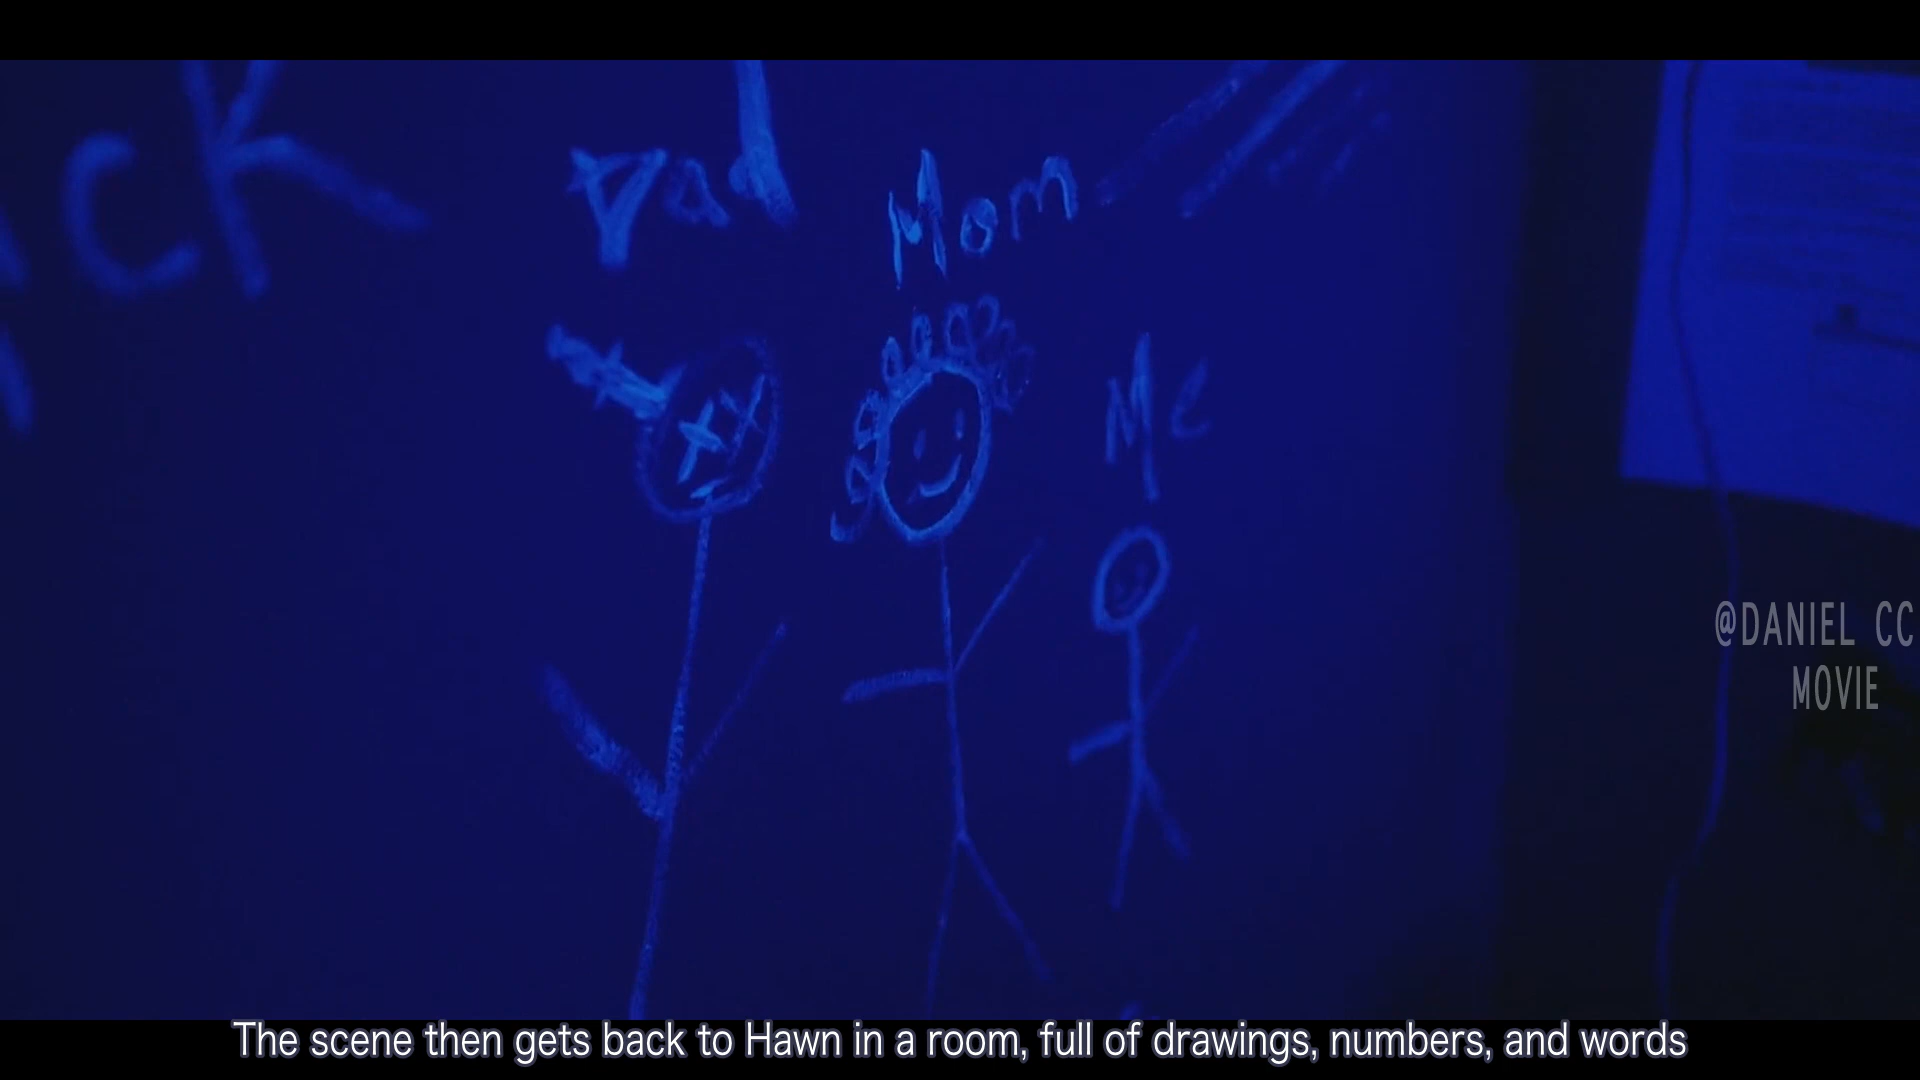 CK
Dad
Mom
Me
@DANIEL CC
MOVIE
The scene then gets back to Hawn in a room, full of drawings, numbers, and words